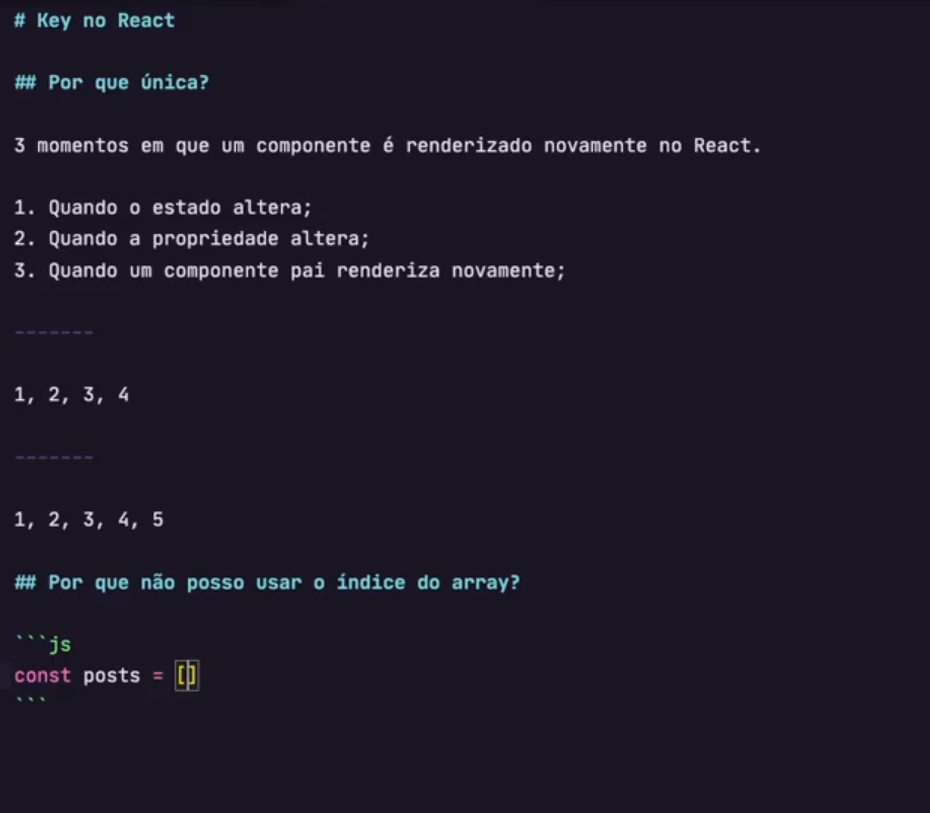 # Key no React
## Por que única?
3 momentos em que um componente é renderizado novamente no React.
1. Quando o estado altera;
2. Quando a propriedade altera;
3. Quando um componente pai renderiza novamente;
-------
1, 2, 3, 4
-------
1, 2, 3, 4, 5
## Por que não posso usar o índice do array?
```js
const posts = []
```